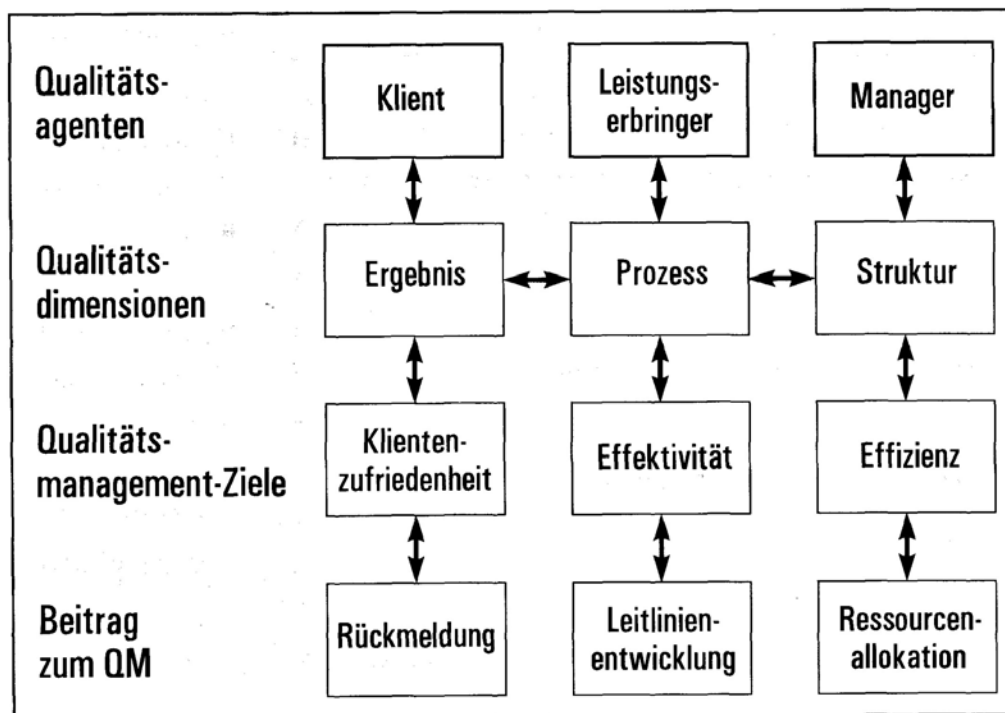 Qualitäts-
agenten
Klient
Leistungs-
erbringer
Manager
Qualitäts-
dimensionen
Ergebnis
Prozess
Struktur
Qualitäts-
management-Ziele
Klienten-
zufriedenheit
Effektivität
Effizienz
Beitrag
zum QM
Rückmeldung
Leitlinien-
entwicklung
Ressourcen-
allokation